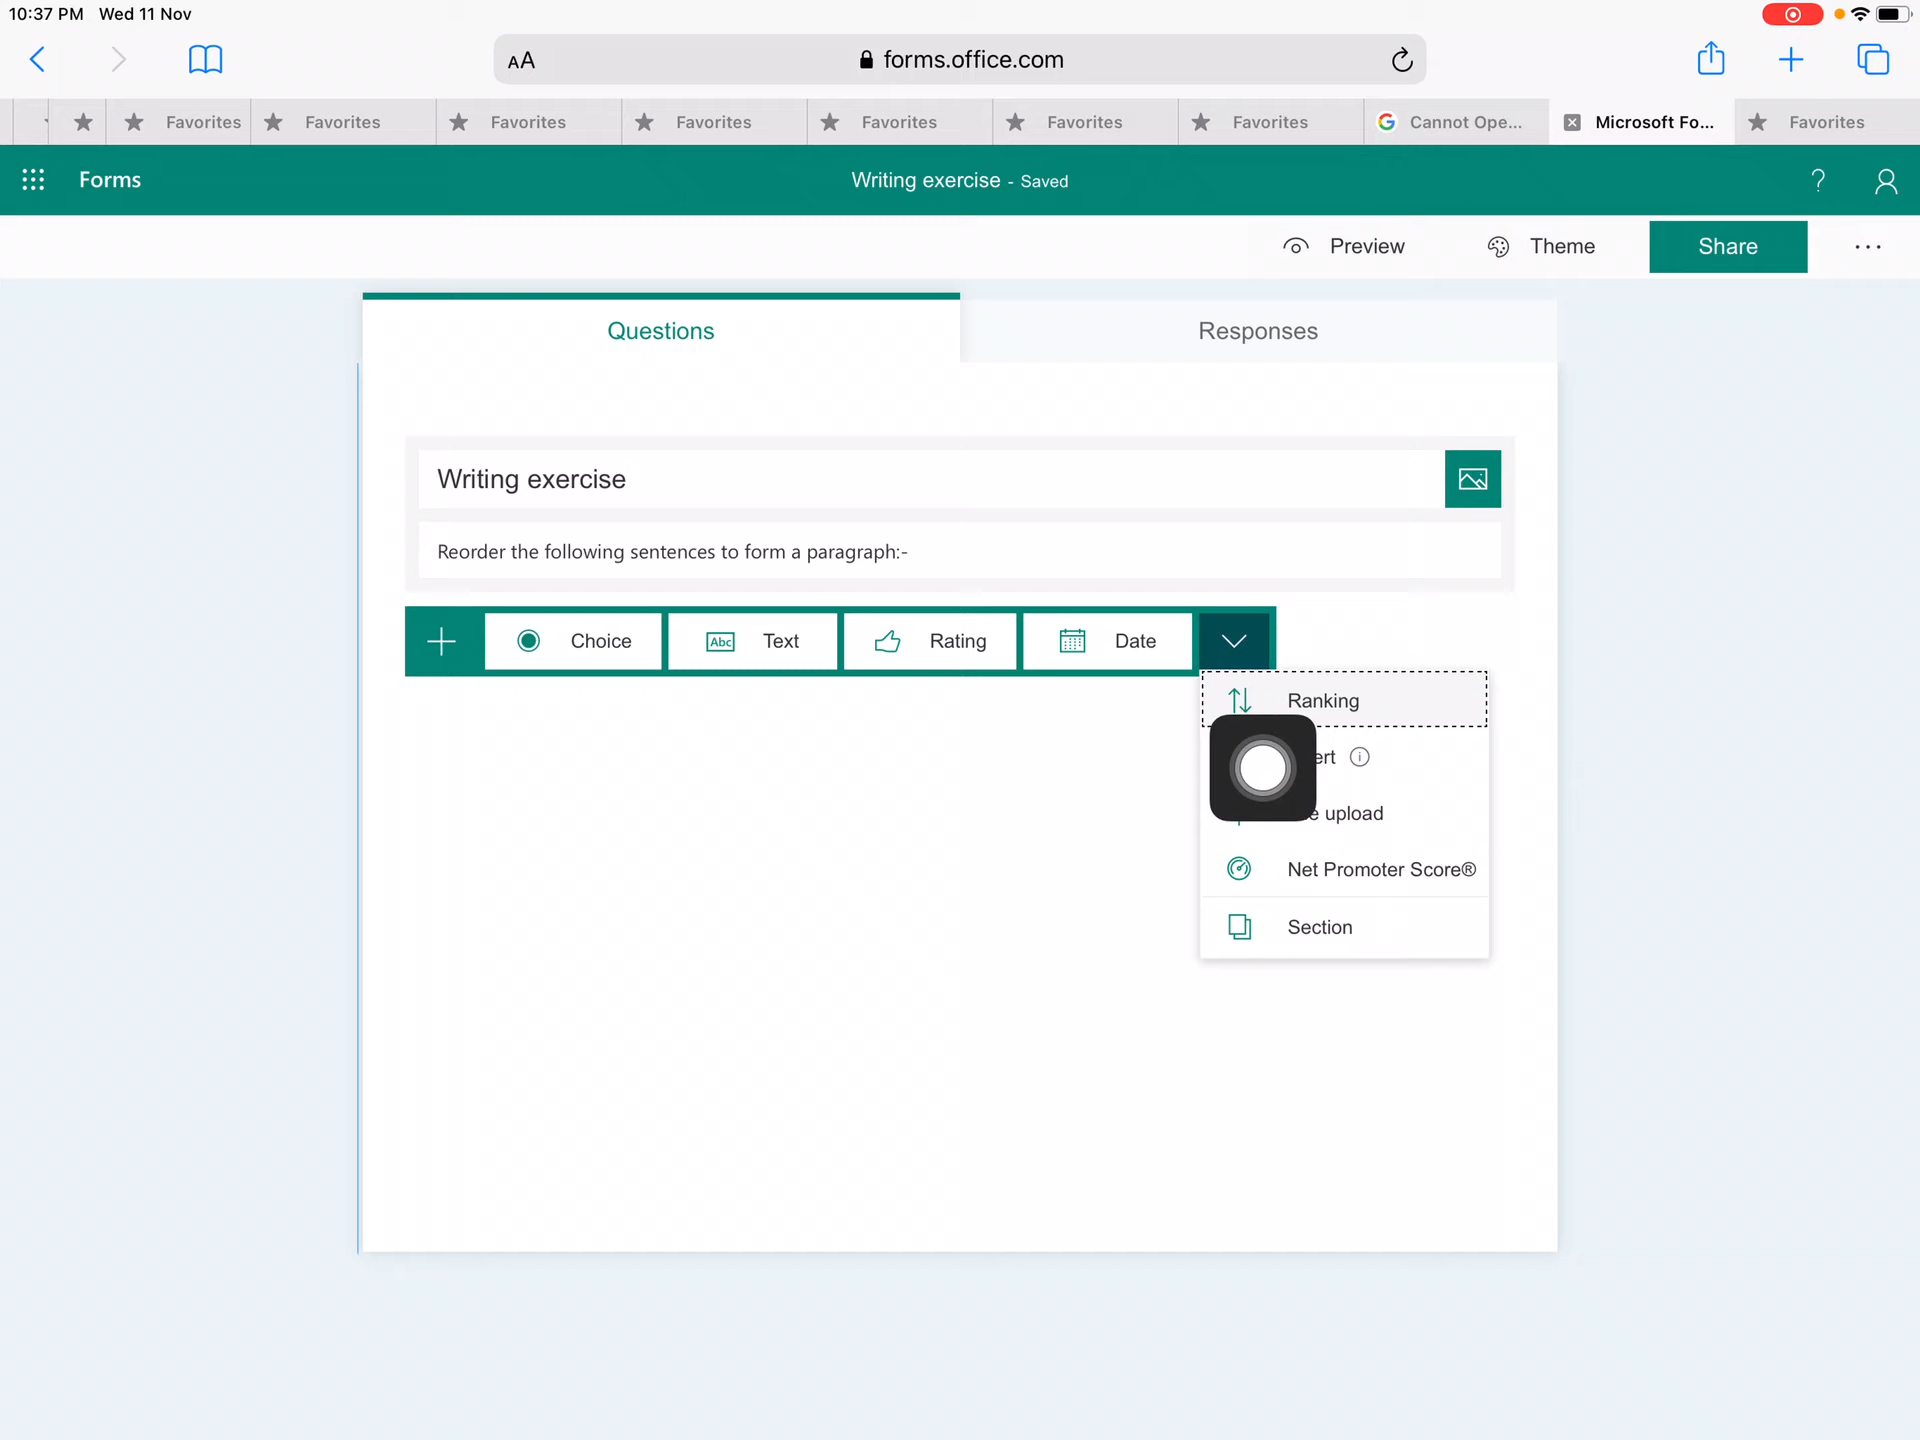 10:37 PM Wed 11 Nov
AA forms.office.com
Favorites Favorites Favorites Favorites Favorites Favorites Favorites Cannot Ope... Microsoft Fo... Favorites
Forms Writing exercise - Saved ?
Preview Theme Share ...
Questions Responses
Writing exercise
Reorder the following sentences to form a paragraph:-
Choice Abc Text Rating Date
Ranking
ert
e upload
Net Promoter Score®
Section